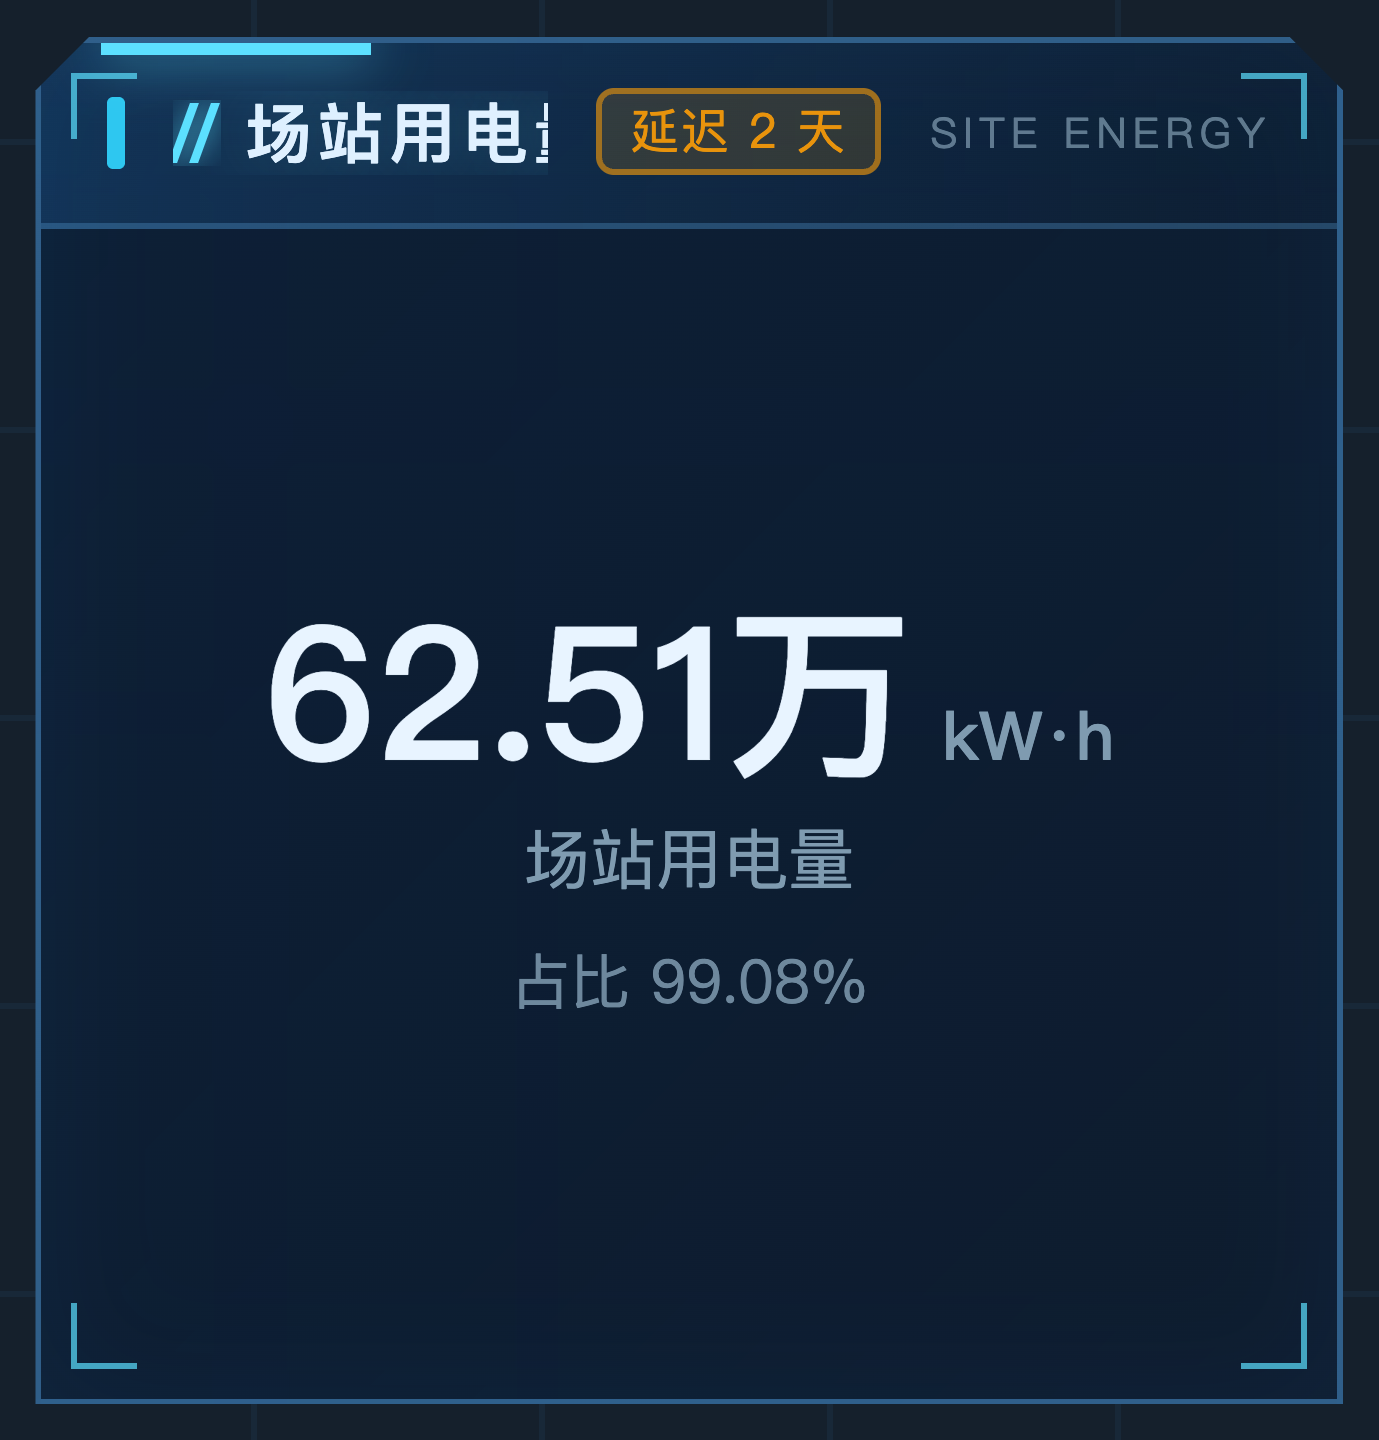 // 场站用电
延迟 2 天
SITE ENERGY
62.51万 kW·h
场站用电量
占比 99.08%